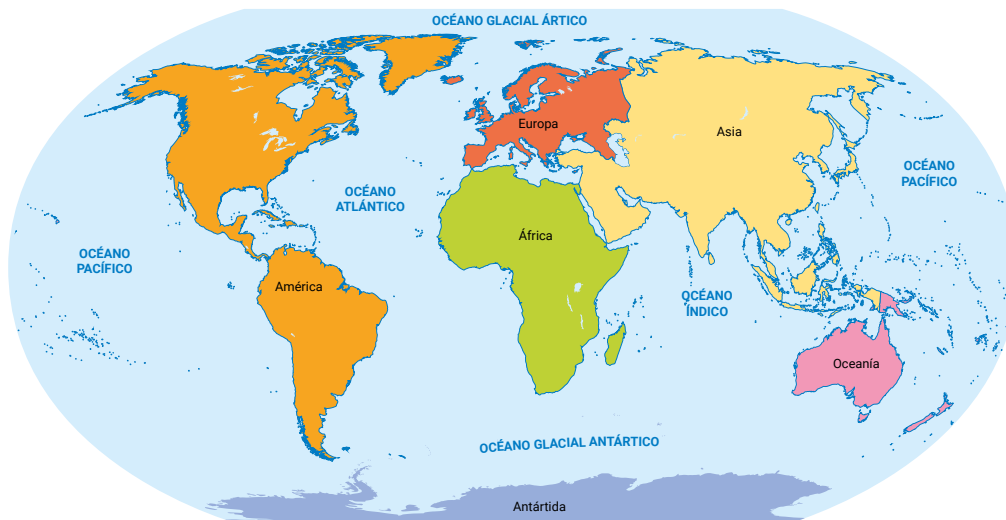 OCÉANO GLACIAL ÁRTICO
Europa
Asia
OCÉANO
PACÍFICO
OCÉANO
ATLÁNTICO
África
OCÉANO
PACÍFICO
América
OCÉANO
ÍNDICO
Oceanía
OCÉANO GLACIAL ANTÁRTICO
Antártida